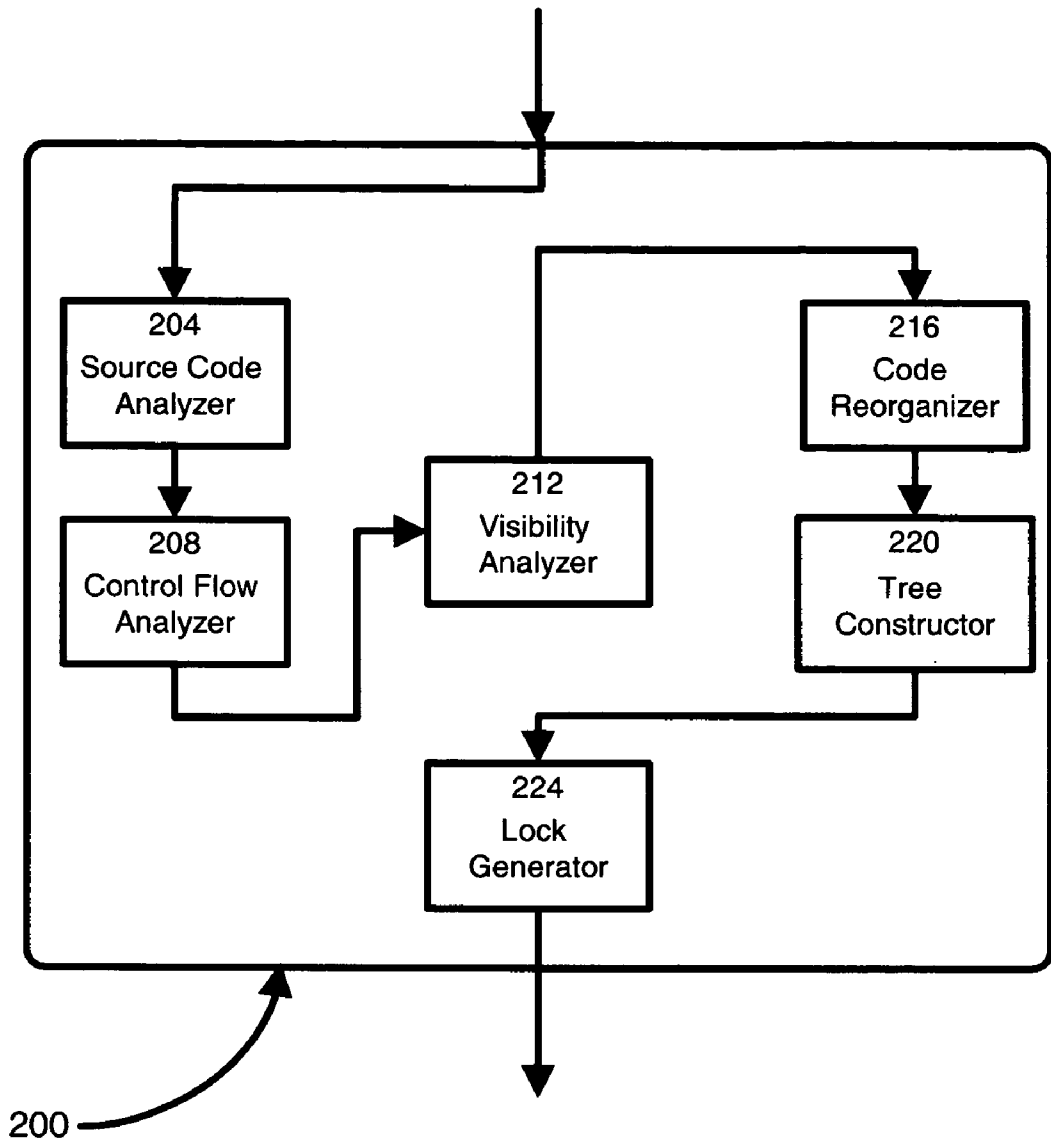 204
Source Code
Analyzer
208
Control Flow
Analyzer
212
Visibility
Analyzer
216
Code
Reorganizer
220
Tree
Constructor
224
Lock
Generator
200